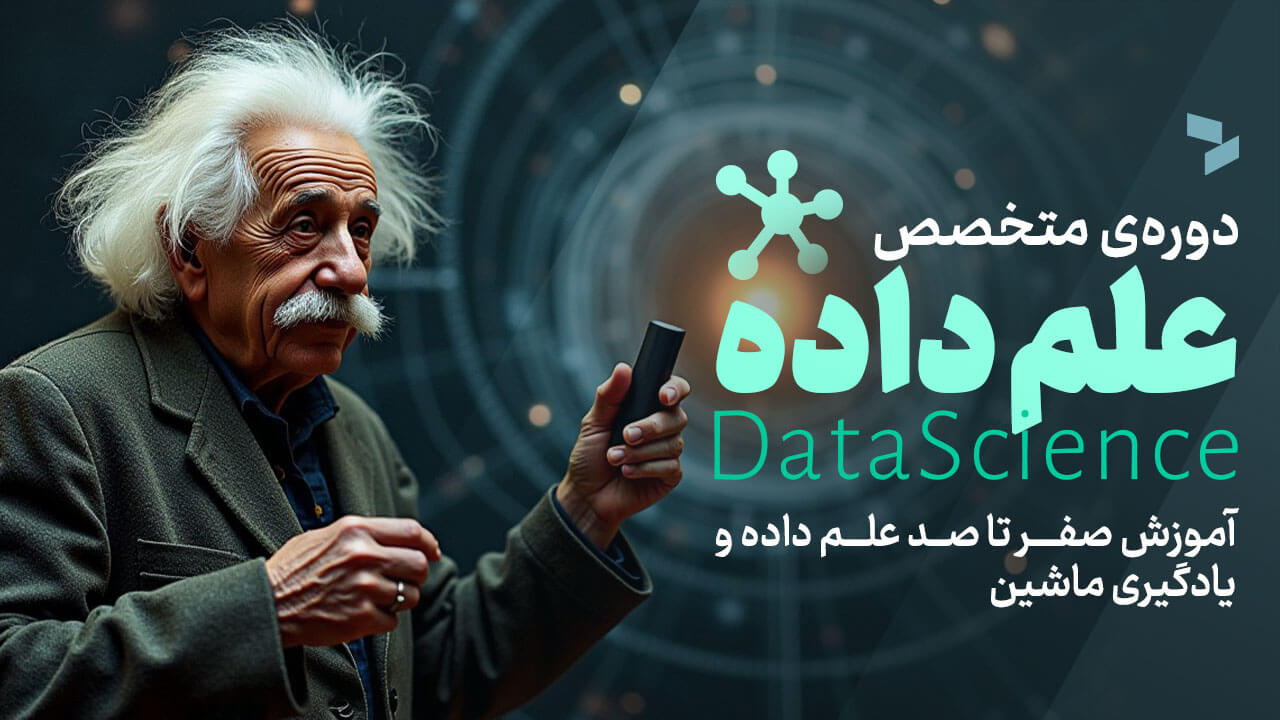 دوره‌ی متخصص
علم داده
DataScience
آموزش صفر تا صد علم داده و
یادگیری ماشین